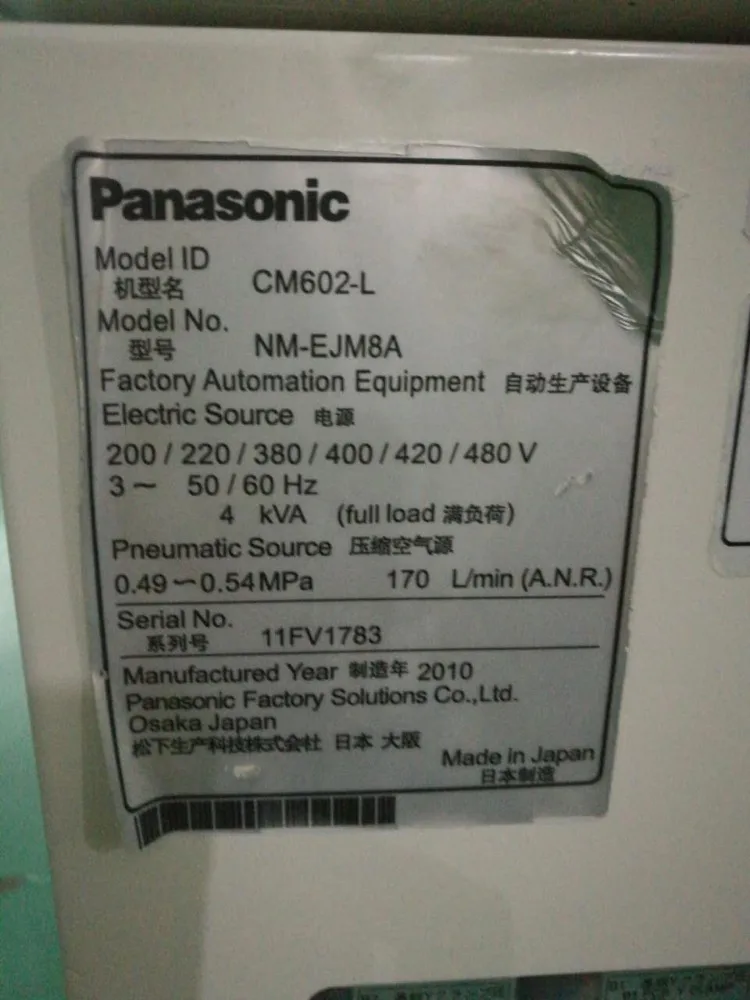 Panasonic
Model ID
机型名 CM602-L
Model No.
型号 NM-EJM8A
Factory Automation Equipment 自动生产设备
Electric Source 电源
200 / 220 / 380 / 400 / 420 / 480 V
3 ~ 50 / 60 Hz
4 kVA (full load 满负荷)
Pneumatic Source 压缩空气源
0.49 ~ 0.54 MPa 170 L/min (A.N.R.)
Serial No.
系列号 11FV1783
Manufactured Year 制造年 2010
Panasonic Factory Solutions Co.,Ltd.
Osaka Japan
松下生产科技株式会社 日本 大阪
Made in Japan
日本制造